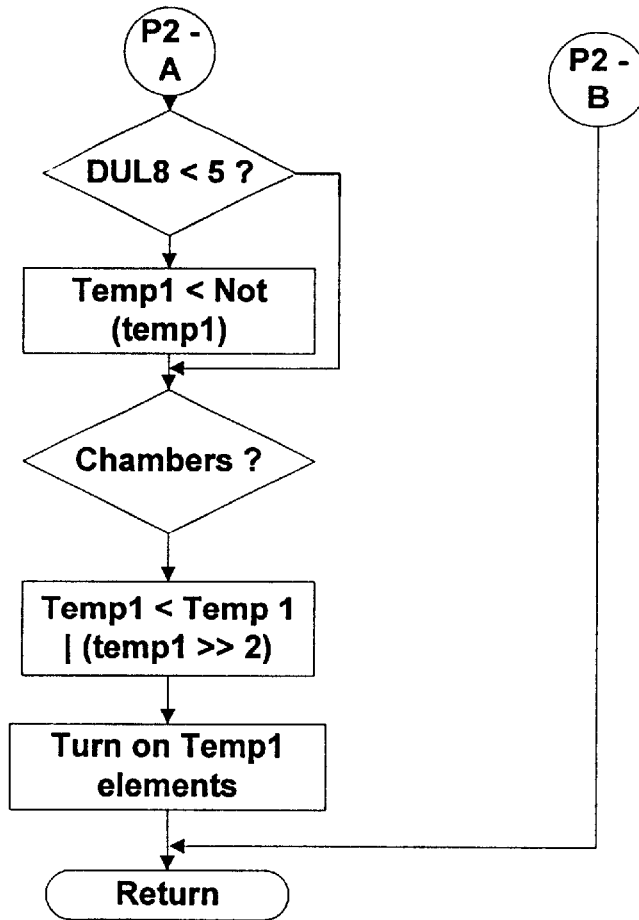 P2 -
A
P2 -
B
DUL8 < 5 ?
Temp1 < Not
(temp1)
Chambers ?
Temp1 < Temp 1
| (temp1 >> 2)
Turn on Temp1
elements
Return